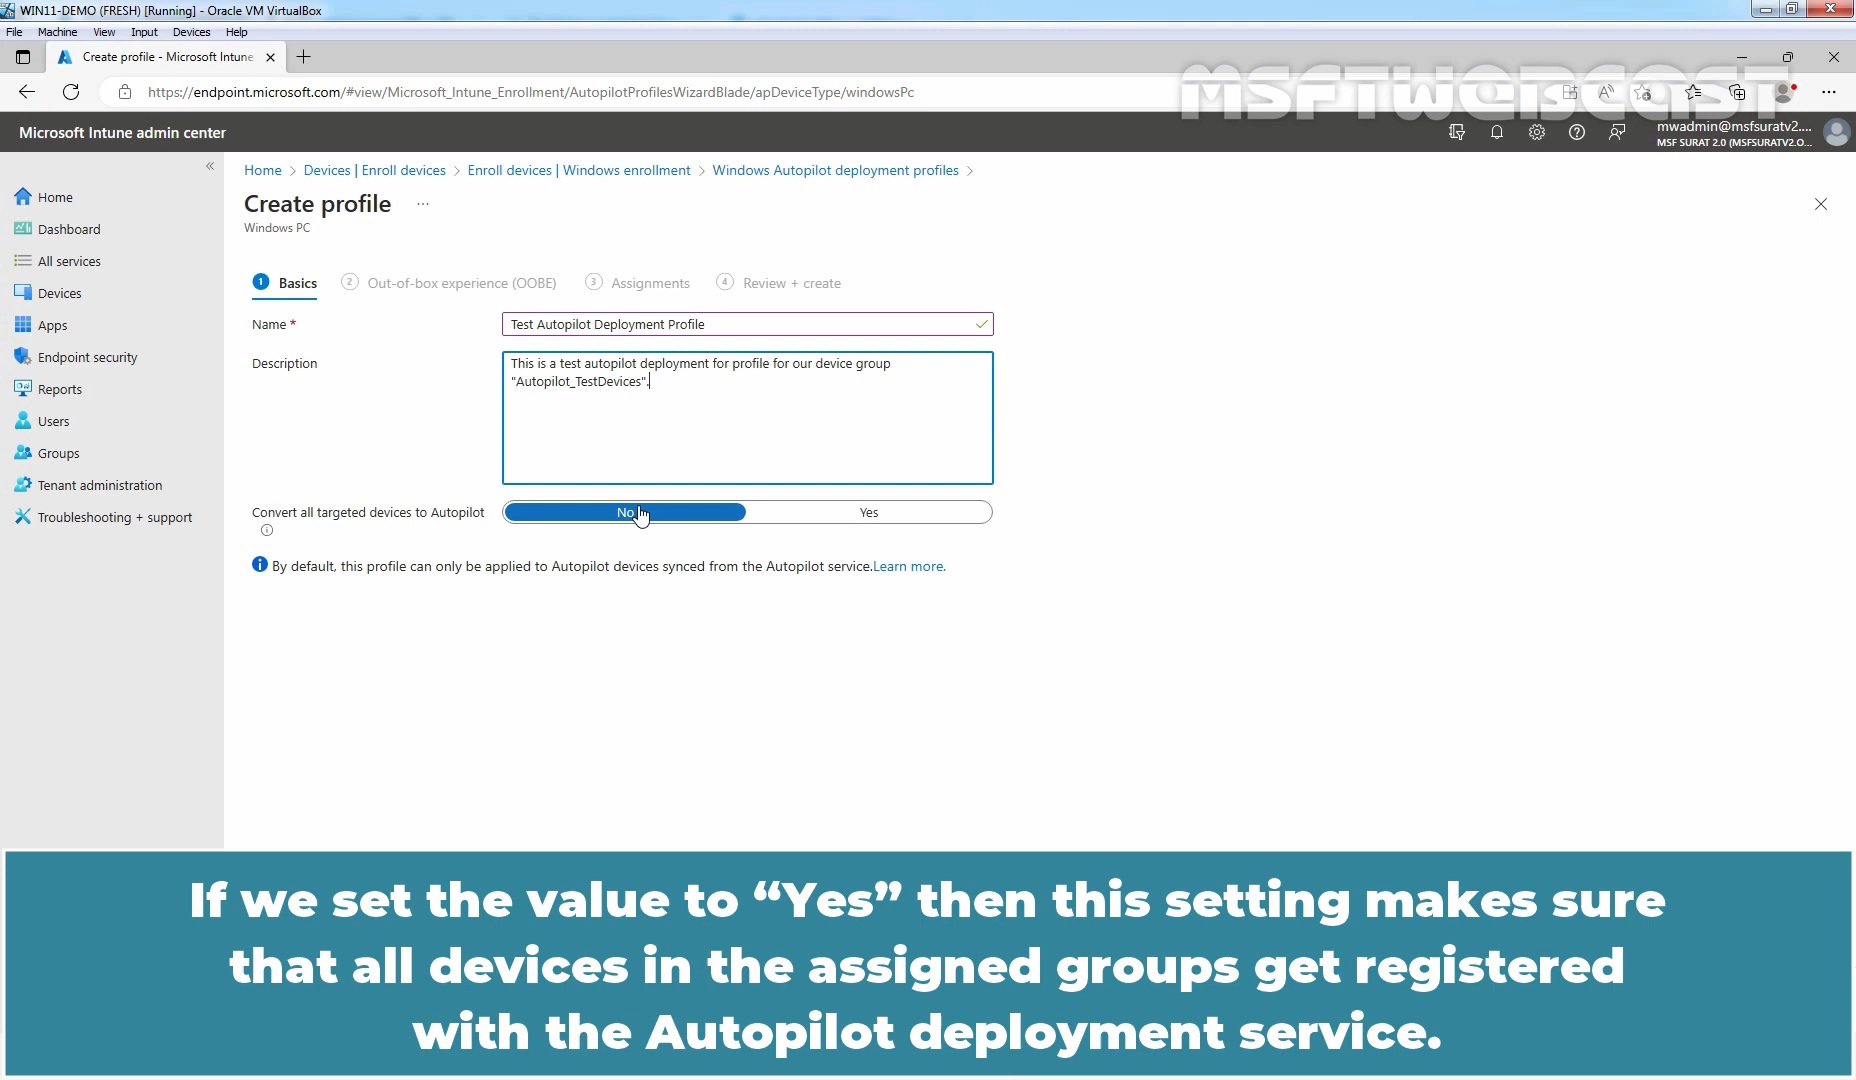 WIN11-DEMO (FRESH) [Running] - Oracle VM VirtualBox
File Machine View Input Devices Help
Create profile - Microsoft Intune
https://endpoint.microsoft.com/#view/Microsoft_Intune_Enrollment/AutopilotProfilesWizardBlade/apDeviceType/windowsPc
MSFTWEBCAST
Microsoft Intune admin center
mwadmin@msfsuratv2....
MSF SURAT 2.0 (MSFSURATV2.O...
Home
Dashboard
All services
Devices
Apps
Endpoint security
Reports
Users
Groups
Tenant administration
Troubleshooting + support
Home > Devices | Enroll devices > Enroll devices | Windows enrollment > Windows Autopilot deployment profiles >
Create profile ...
Windows PC
1 Basics 2 Out-of-box experience (OOBE) 3 Assignments 4 Review + create
Name * Test Autopilot Deployment Profile
Description This is a test autopilot deployment for profile for our device group
"Autopilot_TestDevices".
Convert all targeted devices to Autopilot No Yes
By default, this profile can only be applied to Autopilot devices synced from the Autopilot service.Learn more.
If we set the value to “Yes” then this setting makes sure
that all devices in the assigned groups get registered
with the Autopilot deployment service.